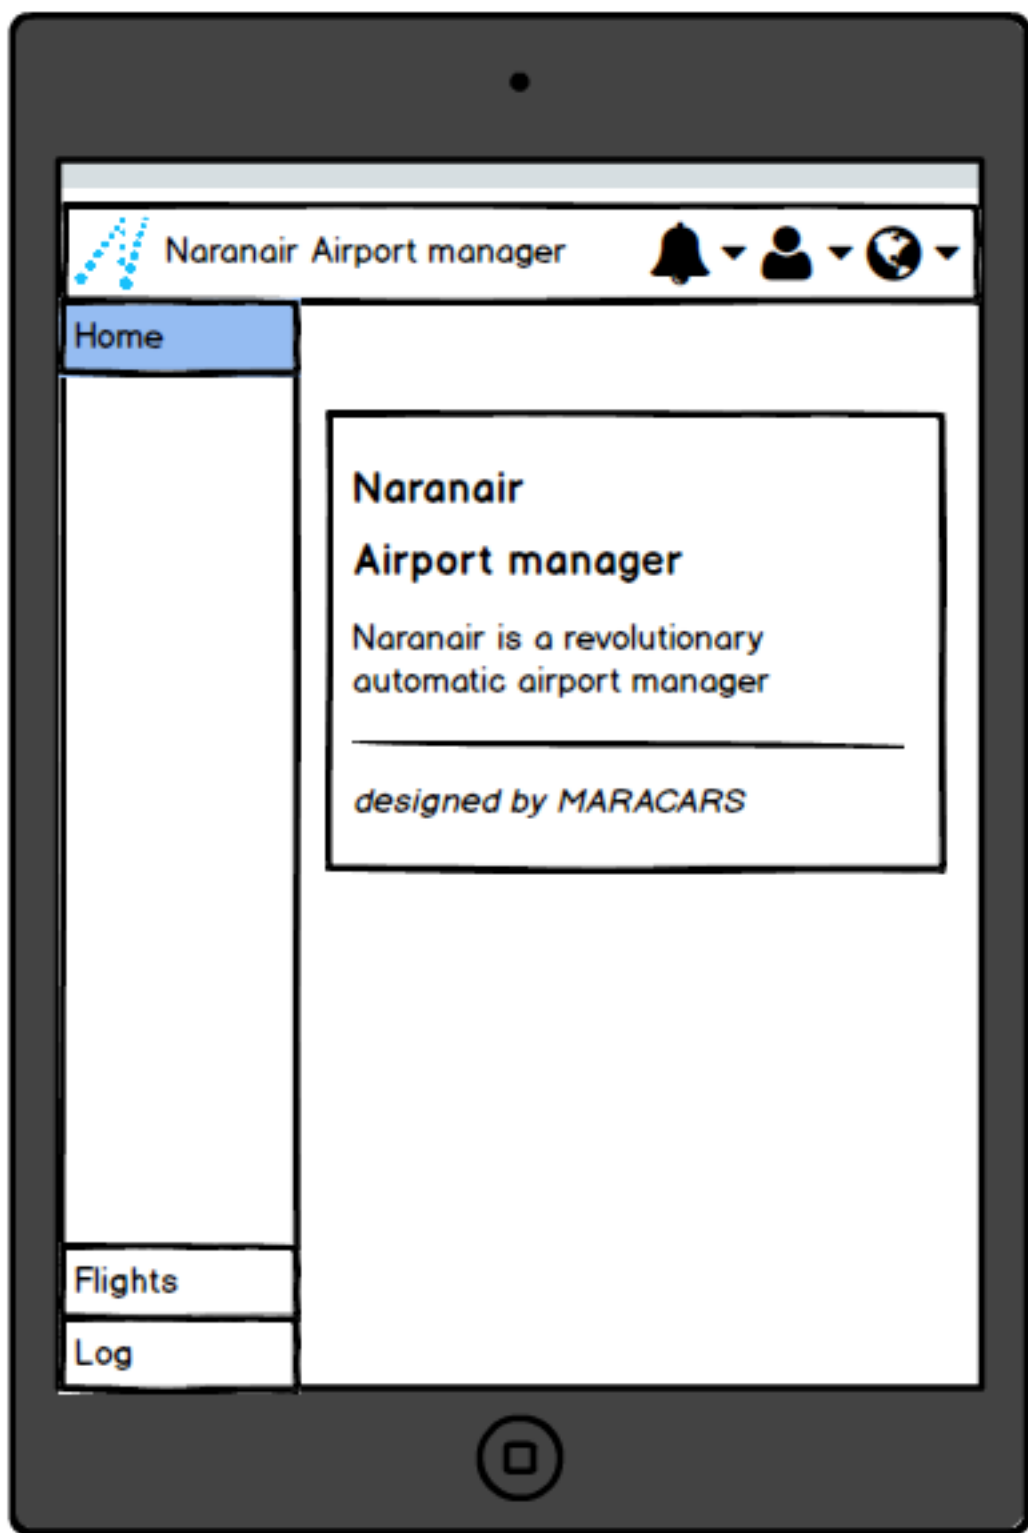 Naranair Airport manager
Home
Naranair
Airport manager
Naranair is a revolutionary
automatic airport manager
designed by MARACARS
Flights
Log